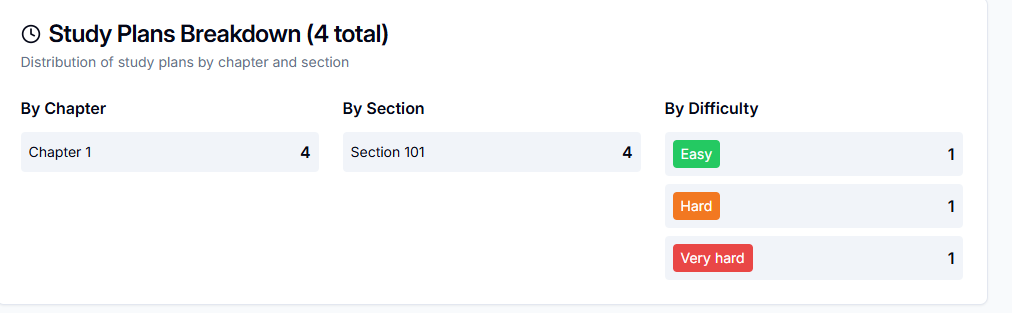 Study Plans Breakdown (4 total)
Distribution of study plans by chapter and section
By Chapter
Chapter 1 4
By Section
Section 101 4
By Difficulty
Easy 1
Hard 1
Very hard 1